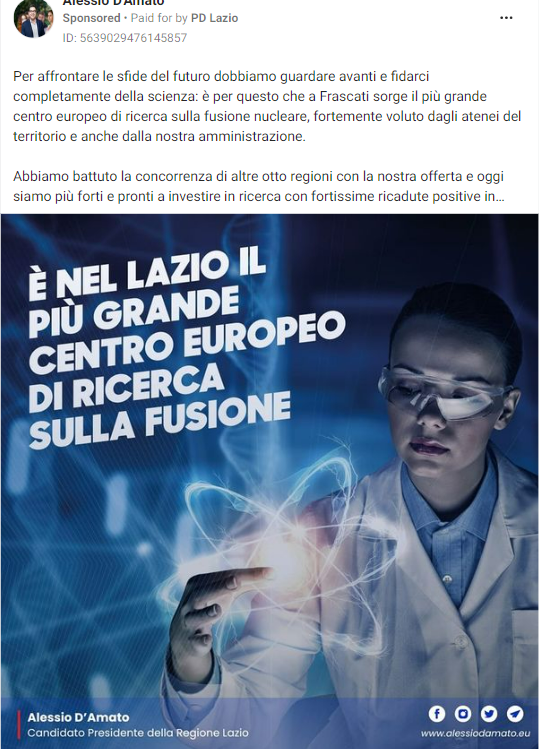 Alessio D'Amato
Sponsored • Paid for by PD Lazio
ID: 5639029476145857
Per affrontare le sfide del futuro dobbiamo guardare avanti e fidarci
completamente della scienza: è per questo che a Frascati sorge il più grande
centro europeo di ricerca sulla fusione nucleare, fortemente voluto dagli atenei del
territorio e anche dalla nostra amministrazione.
Abbiamo battuto la concorrenza di altre otto regioni con la nostra offerta e oggi
siamo più forti e pronti a investire in ricerca con fortissime ricadute positive in...
È NEL LAZIO IL
PIÙ GRANDE
CENTRO EUROPEO
DI RICERCA
SULLA FUSIONE
Alessio D'Amato
Candidato Presidente della Regione Lazio
www.alessiodamato.eu